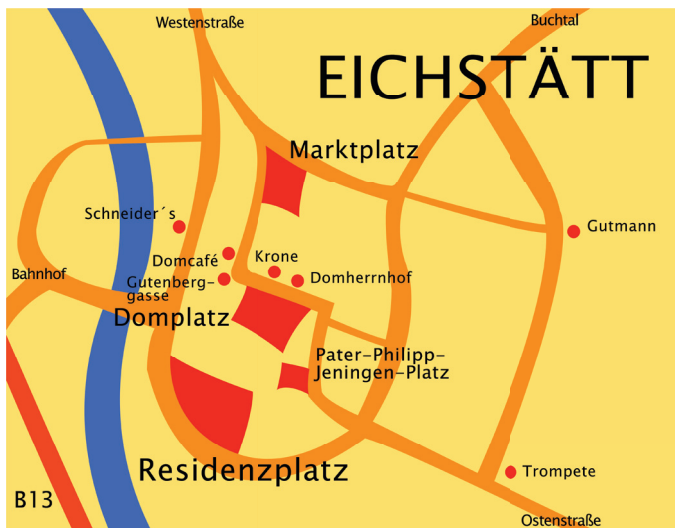 Westenstraße
Buchtal
EICHSTÄTT
Marktplatz
Schneider´s
Gutmann
Domcafé
Krone
Bahnhof
Gutenberg-
gasse
Domherrnhof
Domplatz
Pater-Philipp-
Jeningen-Platz
Residenzplatz
Trompete
B13
Ostenstraße